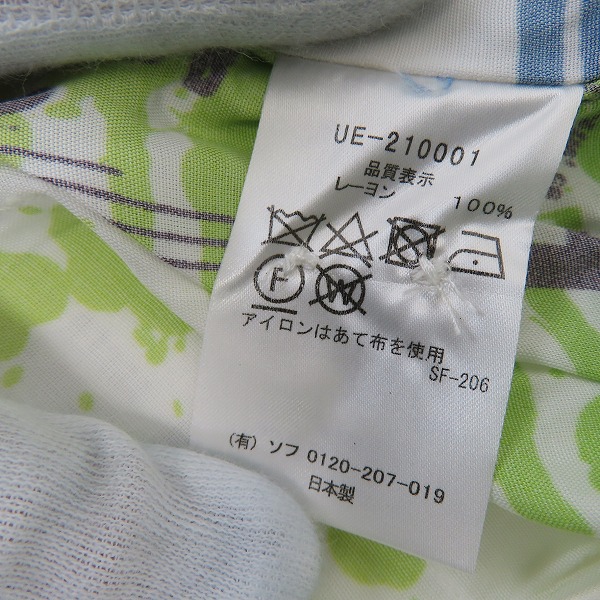 UE-210001
品質表示
レーヨン 100%
F W
アイロンはあて布を使用
SF-206
(有) ソフ 0120-207-019
日本製